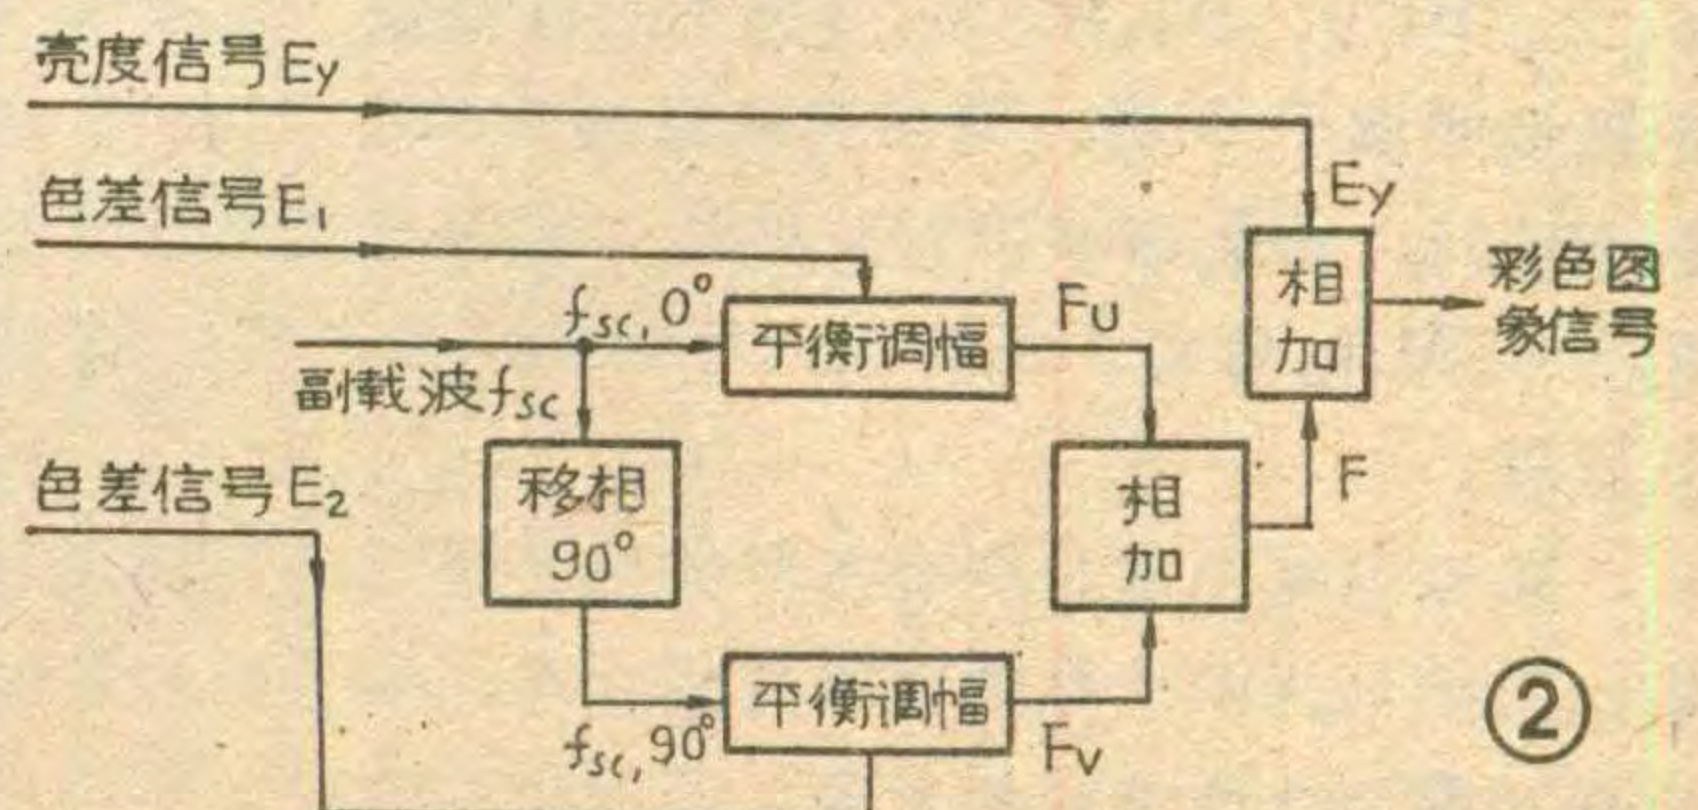 亮度信号Ey
Ey
色差信号E₁
相加
彩色图象信号
fsc, 0°
平衡调幅
Fu
副载波fsc
色差信号E₂
移相
90°
相加
F
平衡调幅
fsc, 90°
Fv
②